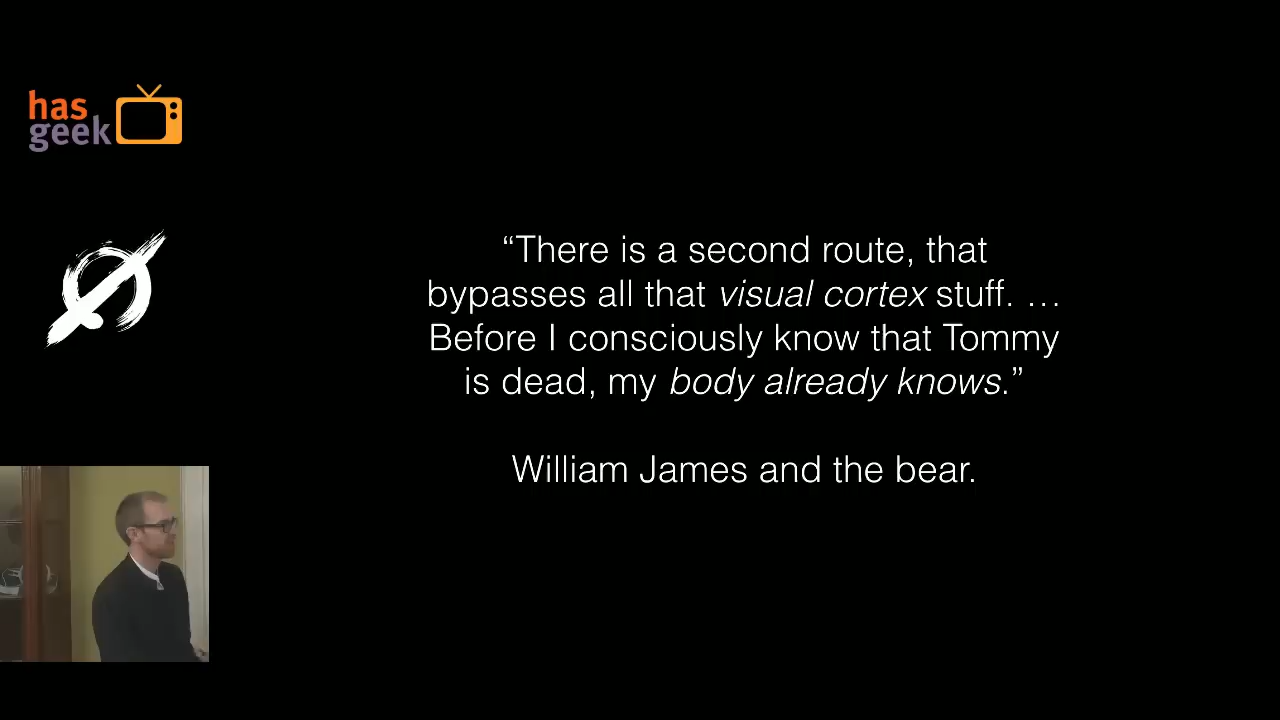 has
geek
“There is a second route, that
bypasses all that visual cortex stuff. …
Before I consciously know that Tommy
is dead, my body already knows.”
William James and the bear.